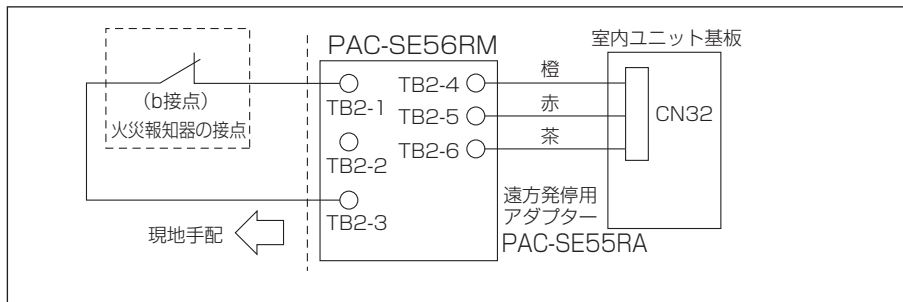 PAC-SE56RM
室内ユニット基板
(b接点)
火災報知器の接点
TB2-1
TB2-2
TB2-3
TB2-4
TB2-5
TB2-6
橙
赤
茶
CN32
遠方発停用
アダプター
PAC-SE55RA
現地手配